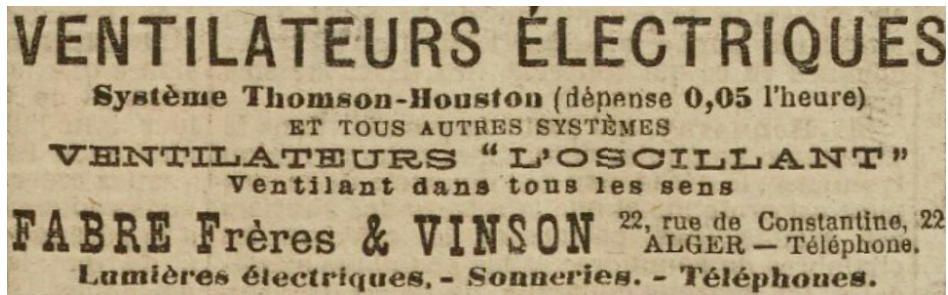 VENTILATEURS ÉLECTRIQUES
Système Thomson-Houston (dépense 0,05 l'heure)
ET TOUS AUTRES SYSTÈMES
VENTILATEURS "L'OSCILLANT"
Ventilant dans tous les sens
FABRE Frères & VINSON 22, rue de Constantine, 22
ALGER — Téléphone.
Lumières électriques. - Sonneries. - Téléphones.